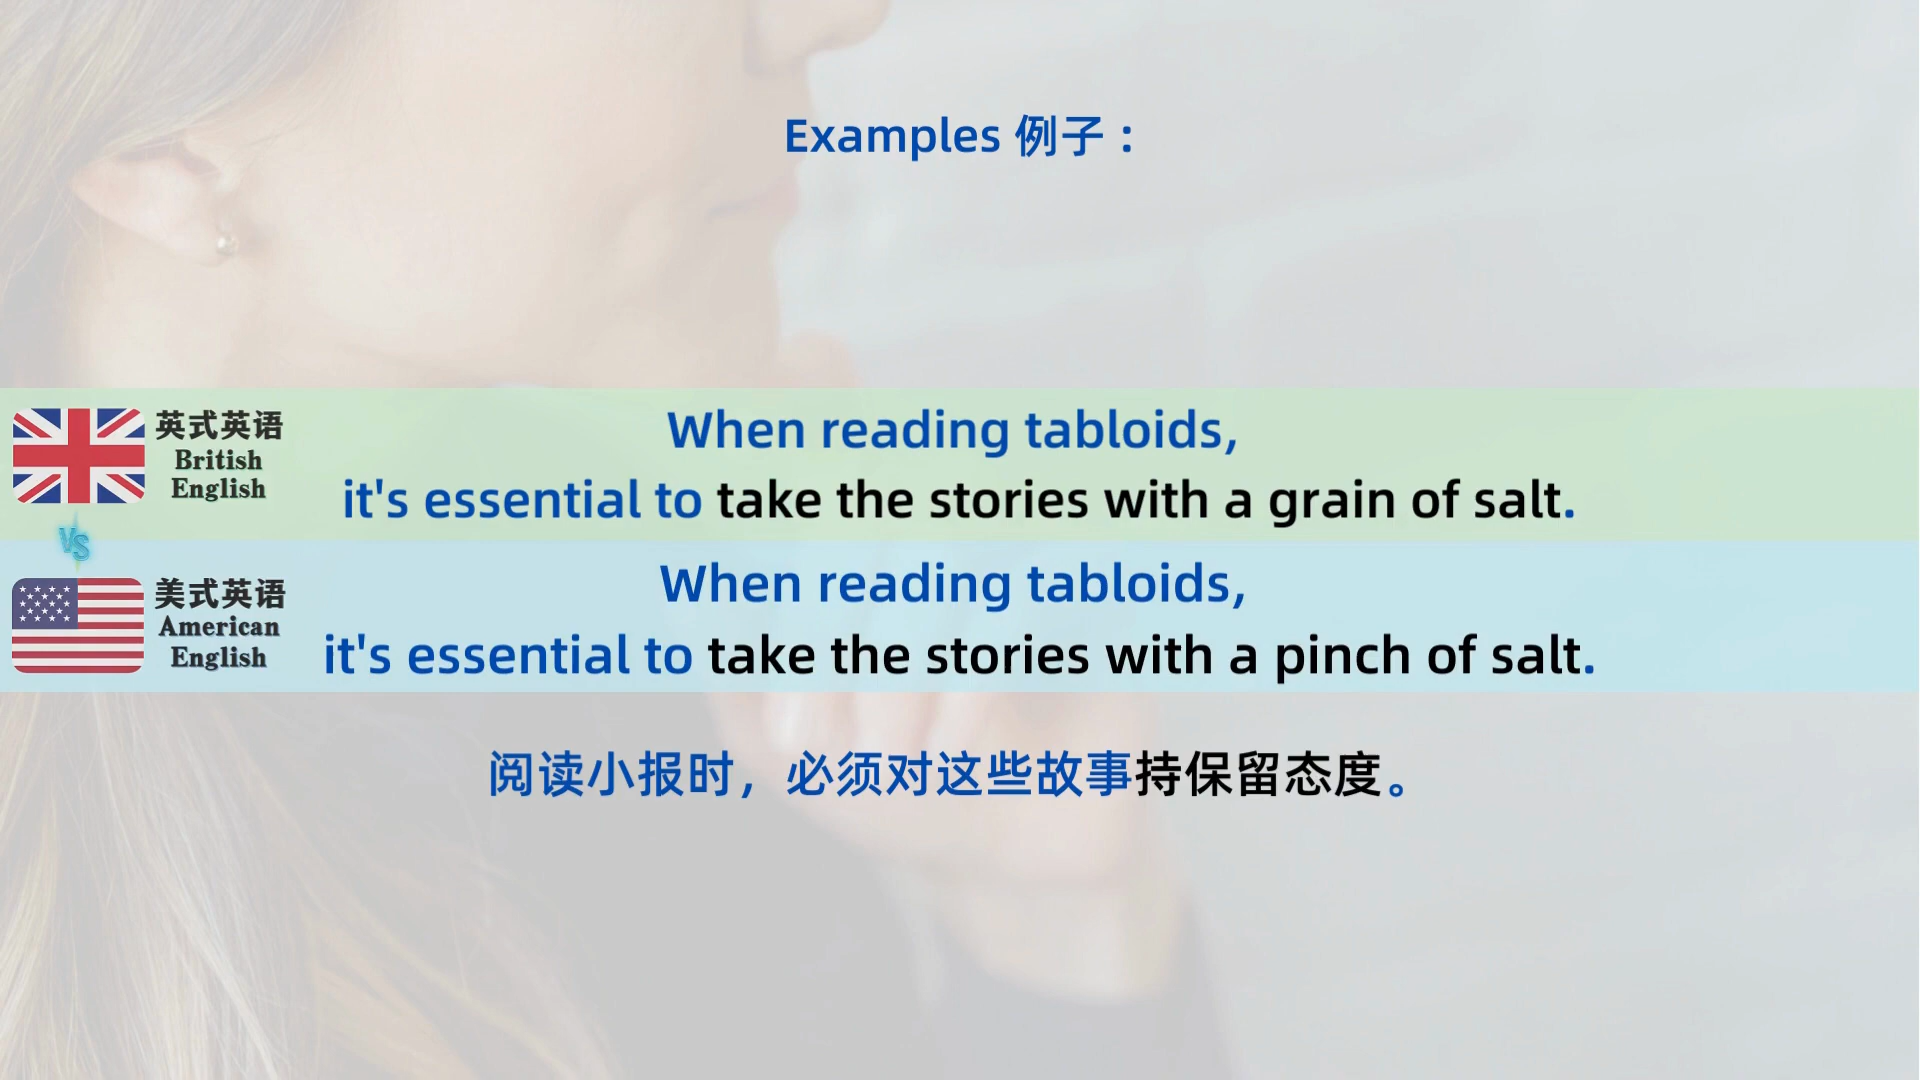 Examples 例子：
英式英语
British
English
When reading tabloids,
it's essential to take the stories with a grain of salt.
VS
美式英语
American
English
When reading tabloids,
it's essential to take the stories with a pinch of salt.
阅读小报时，必须对这些故事持保留态度。